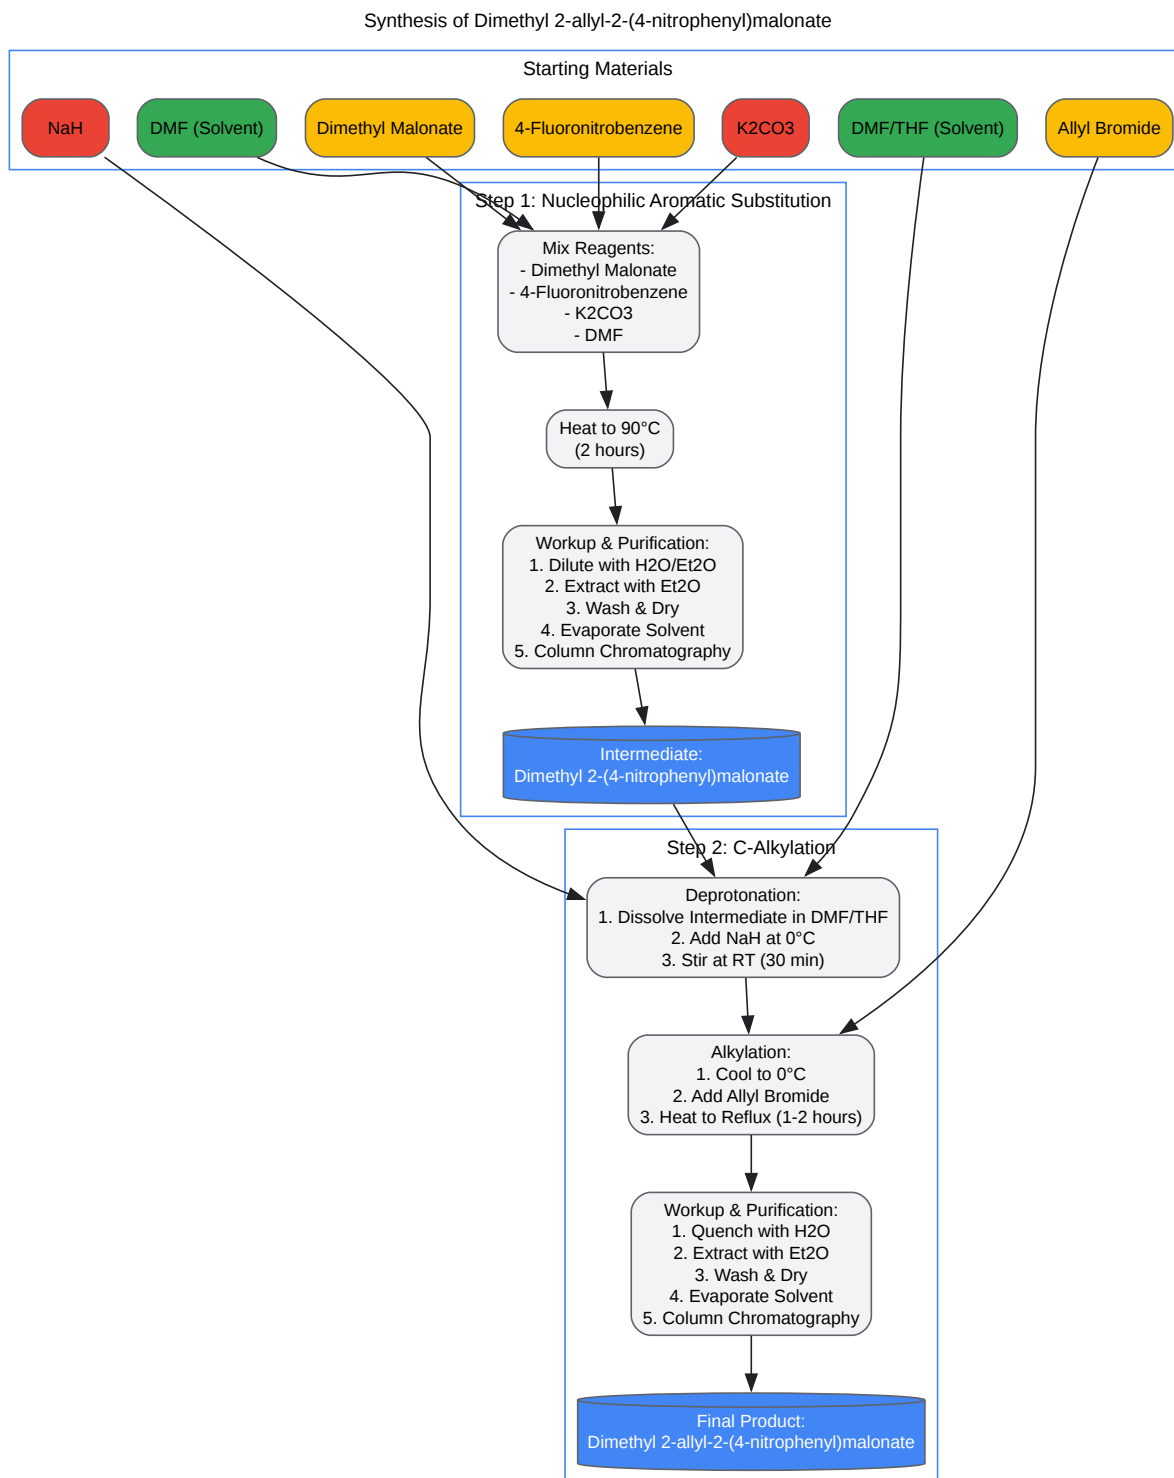 Synthesis of Dimethyl 2-allyl-2-(4-nitrophenyl)malonate
Starting Materials
NaH
DMF (Solvent)
Dimethyl Malonate
4-Fluoronitrobenzene
K2CO3
DMF/THF (Solvent)
Allyl Bromide
Step 1: Nucleophilic Aromatic Substitution
Mix Reagents:
- Dimethyl Malonate
- 4-Fluoronitrobenzene
- K2CO3
- DMF
Heat to 90°C
(2 hours)
Workup & Purification:
1. Dilute with H2O/Et2O
2. Extract with Et2O
3. Wash & Dry
4. Evaporate Solvent
5. Column Chromatography
Intermediate:
Dimethyl 2-(4-nitrophenyl)malonate
Step 2: C-Alkylation
Deprotonation:
1. Dissolve Intermediate in DMF/THF
2. Add NaH at 0°C
3. Stir at RT (30 min)
Alkylation:
1. Cool to 0°C
2. Add Allyl Bromide
3. Heat to Reflux (1-2 hours)
Workup & Purification:
1. Quench with H2O
2. Extract with Et2O
3. Wash & Dry
4. Evaporate Solvent
5. Column Chromatography
Final Product:
Dimethyl 2-allyl-2-(4-nitrophenyl)malonate